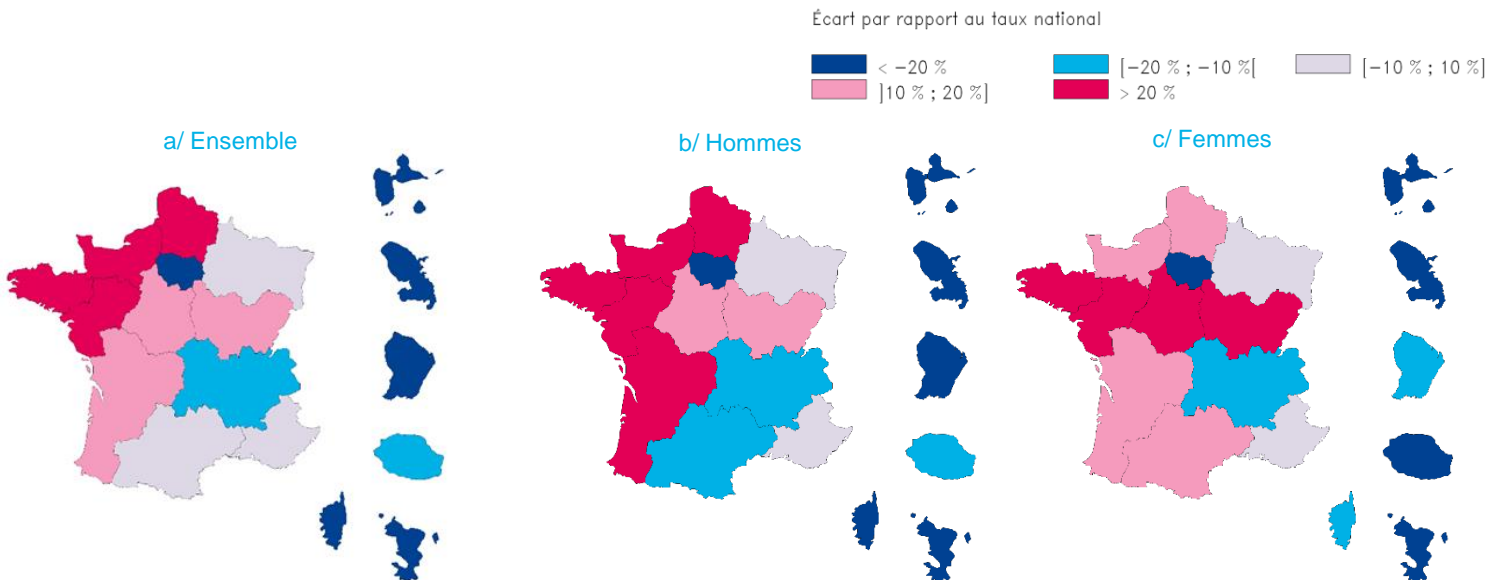 Écart par rapport au taux national
< −20 % [−20 % ; −10 %[ [−10 % ; 10 %]
]10 % ; 20 %] > 20 %
a/ Ensemble b/ Hommes c/ Femmes